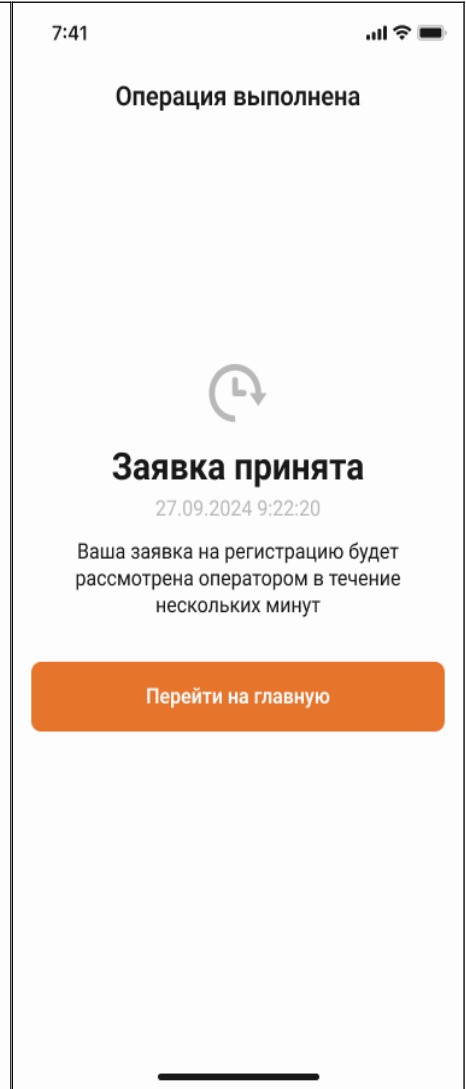 7:41
Операция выполнена
Заявка принята
27.09.2024 9:22:20
Ваша заявка на регистрацию будет
рассмотрена оператором в течение
нескольких минут
Перейти на главную